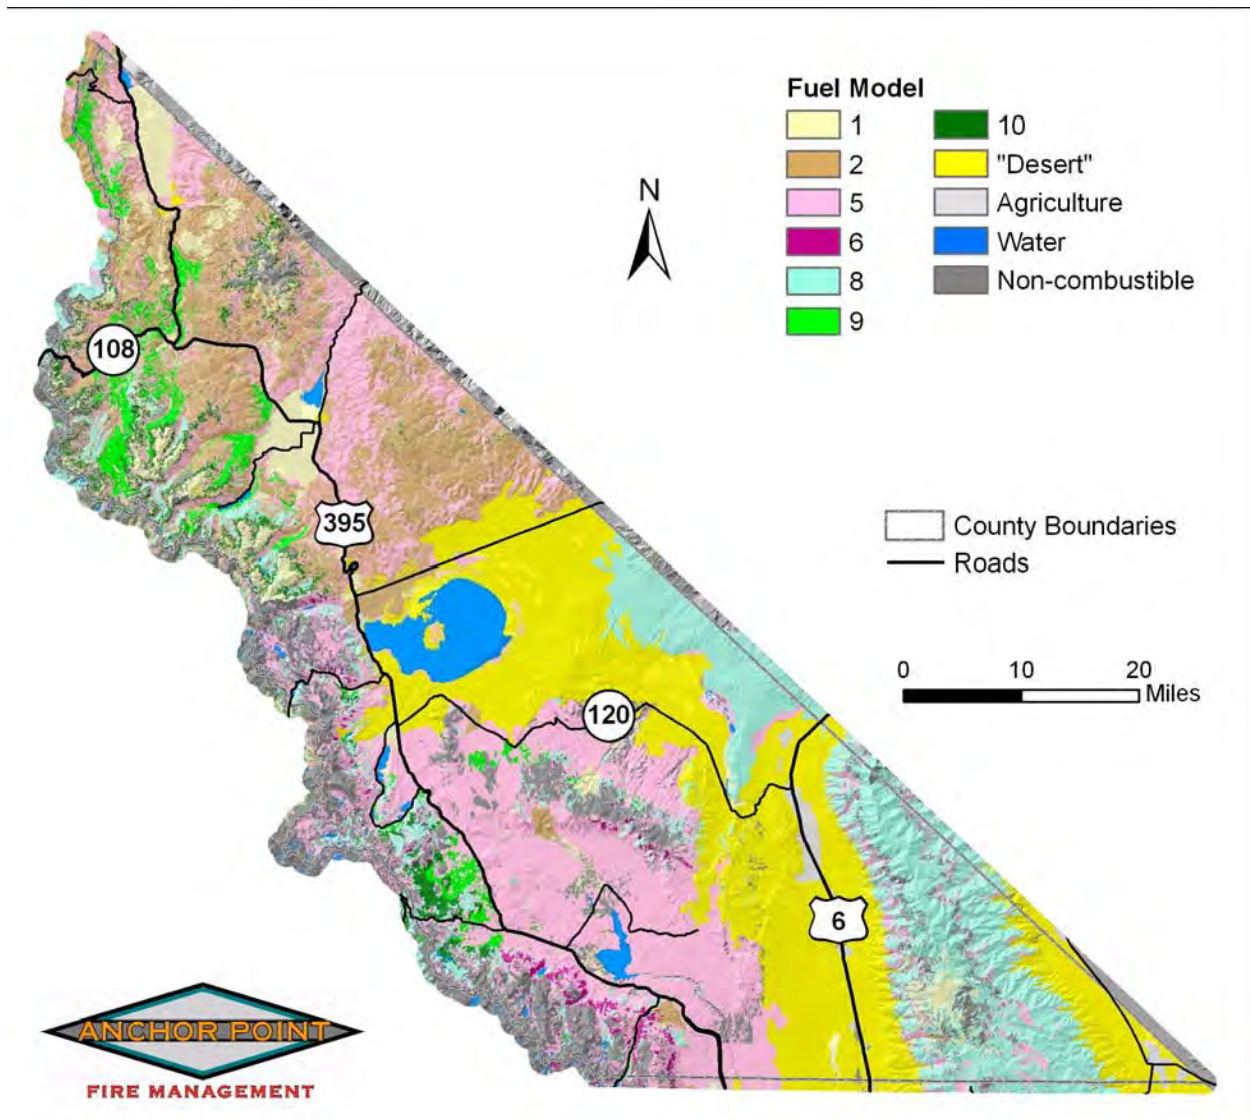 Fuel Model
1
2
5
6
8
9
10
"Desert"
Agriculture
Water
Non-combustible
N
108
395
120
6
County Boundaries
Roads
0 10 20
Miles
ANCHOR POINT
FIRE MANAGEMENT